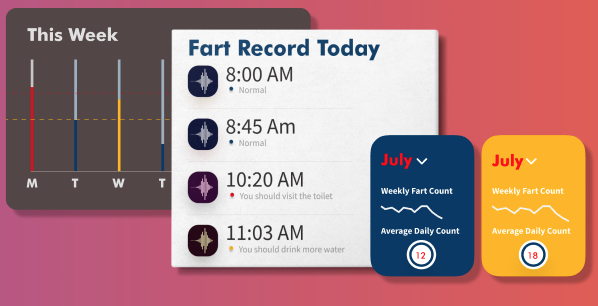 This Week
M T W T
Fart Record Today
8:00 AM
Normal
8:45 Am
Normal
10:20 AM
You should visit the toilet
11:03 AM
You should drink more water
July
Weekly Fart Count
Average Daily Count
12
July
Weekly Fart Count
Average Daily Count
18